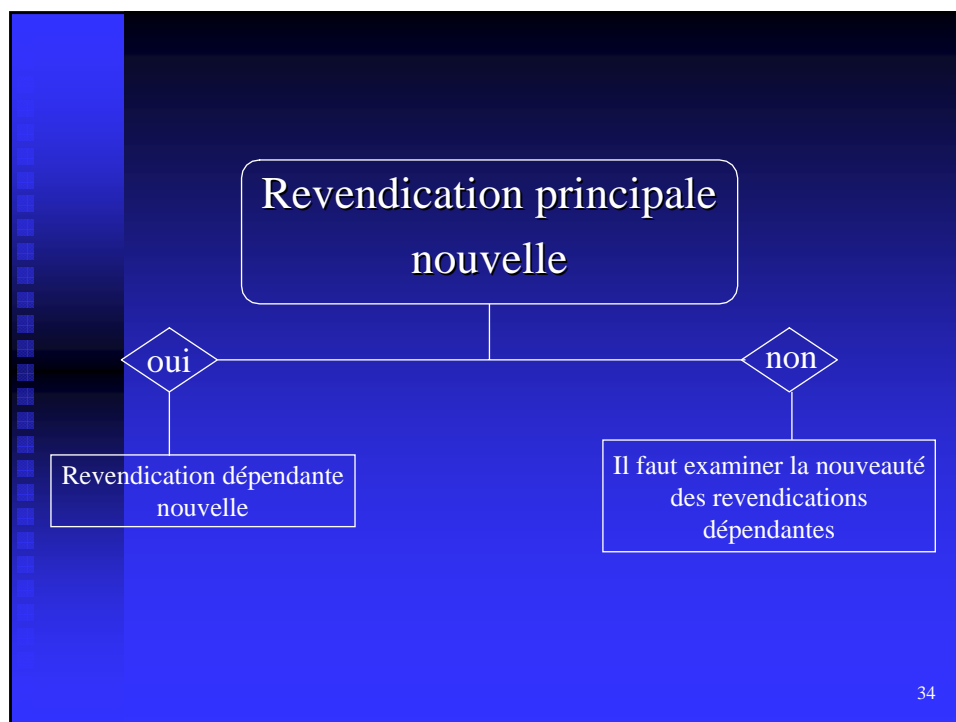 Revendication principale
nouvelle
oui
non
Revendication dépendante
nouvelle
Il faut examiner la nouveauté
des revendications
dépendantes
34